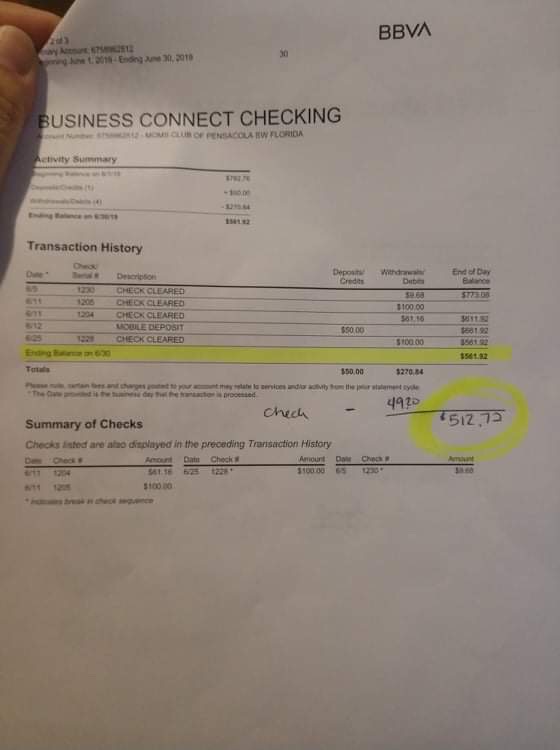 BBVA
2 of 3
nary Account: 6758962812
ginning June 1, 2019 - Ending June 30, 2019
30
BUSINESS CONNECT CHECKING
Account Number: 6758962812 - MOMS CLUB OF PENSACOLA SW FLORIDA
Activity Summary
Beginning Balance on 6/1/19 $782.76
Deposits/Credits (1) + $50.00
Withdrawals/Debits (4) - $270.84
Ending Balance on 6/30/19 $561.92
Transaction History
Date * Check/ Serial # Description Deposits/ Credits Withdrawals/ Debits End of Day Balance
6/5 1230 CHECK CLEARED $9.68 $773.08
6/11 1205 CHECK CLEARED $100.00
6/11 1204 CHECK CLEARED $61.16 $611.92
6/12 MOBILE DEPOSIT $50.00 $661.92
6/25 1228 CHECK CLEARED $100.00 $561.92
Ending Balance on 6/30 $561.92
Totals $50.00 $270.84
Please note, certain fees and charges posted to your account may relate to services and/or activity from the prior statement cycle.
* The Date provided is the business day that the transaction is processed.
check - 49.20
$512.72
Summary of Checks
Checks listed are also displayed in the preceding Transaction History
Date Check # Amount Date Check # Amount Date Check # Amount
6/11 1204 $61.16 6/25 1228 * $100.00 6/5 1230 * $9.68
6/11 1205 $100.00
* indicates break in check sequence